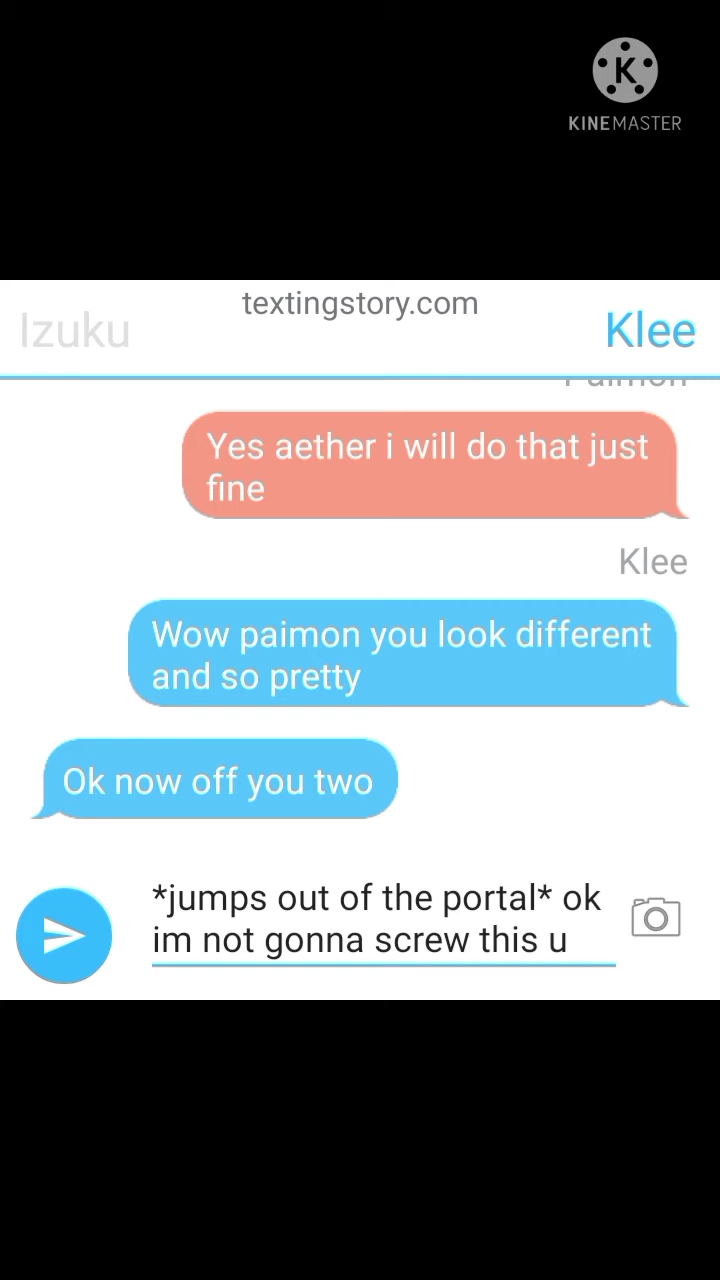 K
KINEMASTER
textingstory.com
Izuku
Klee
Paimon
Yes aether i will do that just
fine
Klee
Wow paimon you look different
and so pretty
Ok now off you two
*jumps out of the portal* ok
im not gonna screw this u